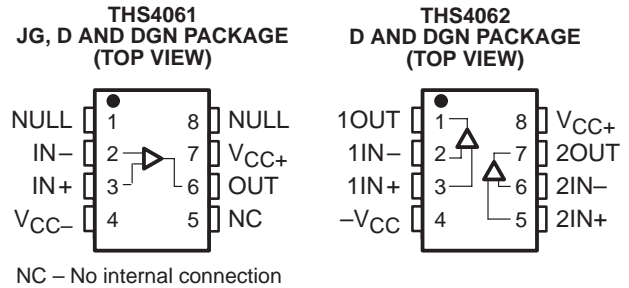 THS4061
JG, D AND DGN PACKAGE
(TOP VIEW)
NULL 1 8 NULL
IN– 2 7 VCC+
IN+ 3 6 OUT
VCC– 4 5 NC
NC – No internal connection
THS4062
D AND DGN PACKAGE
(TOP VIEW)
1OUT 1 8 VCC+
1IN– 2 7 2OUT
1IN+ 3 6 2IN–
–VCC 4 5 2IN+